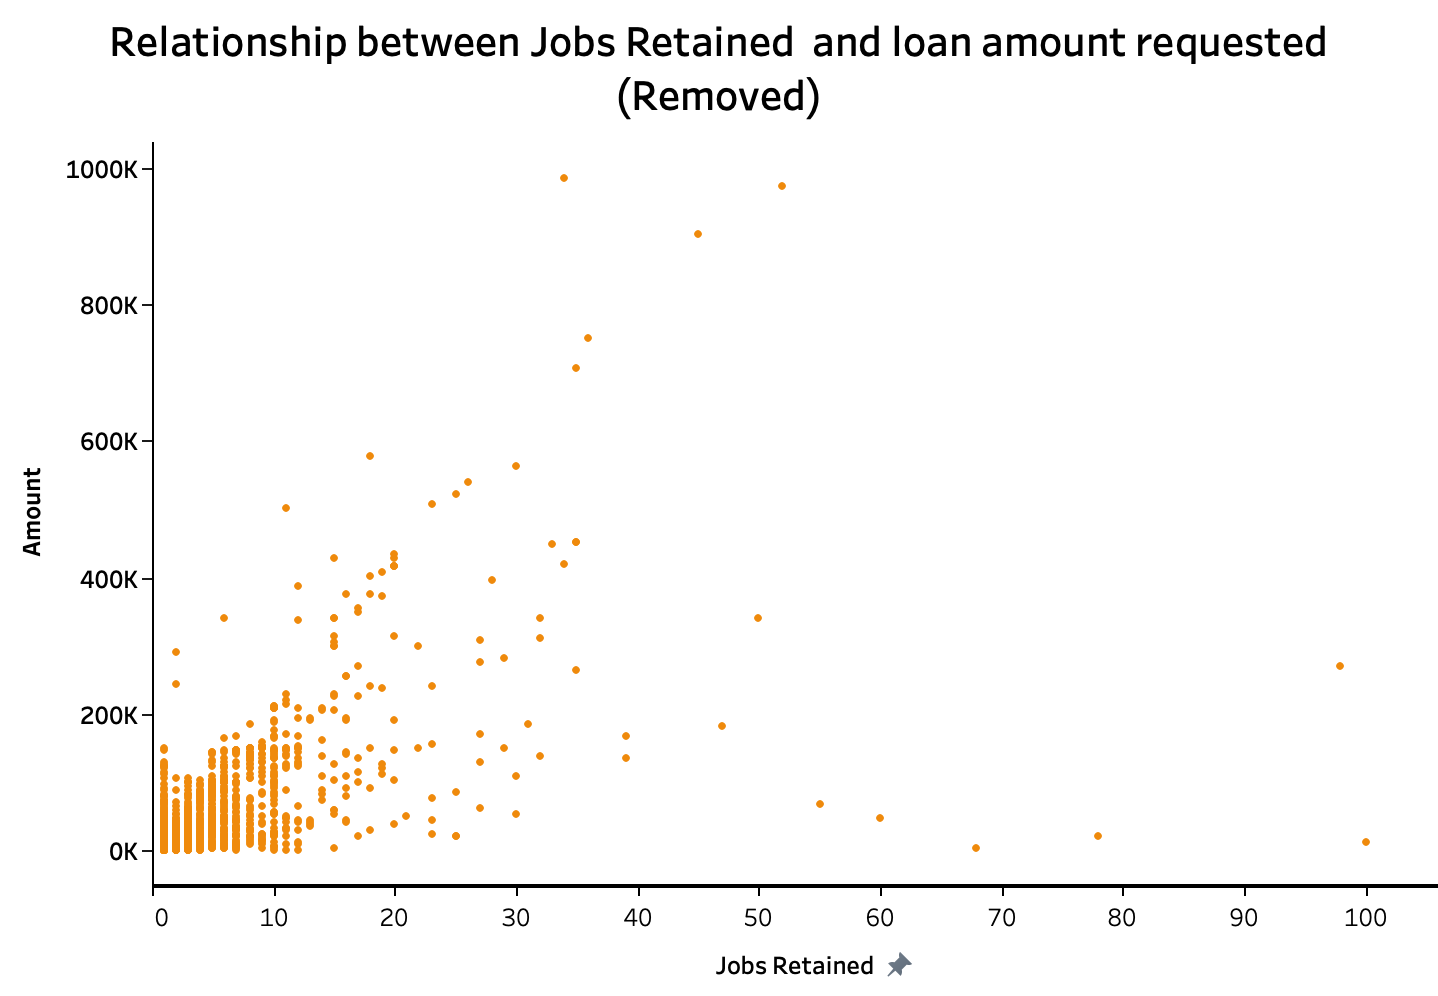 Relationship between Jobs Retained  and loan amount requested
(Removed)
1000K
800K
600K
400K
200K
0K
Amount
0 10 20 30 40 50 60 70 80 90 100
Jobs Retained